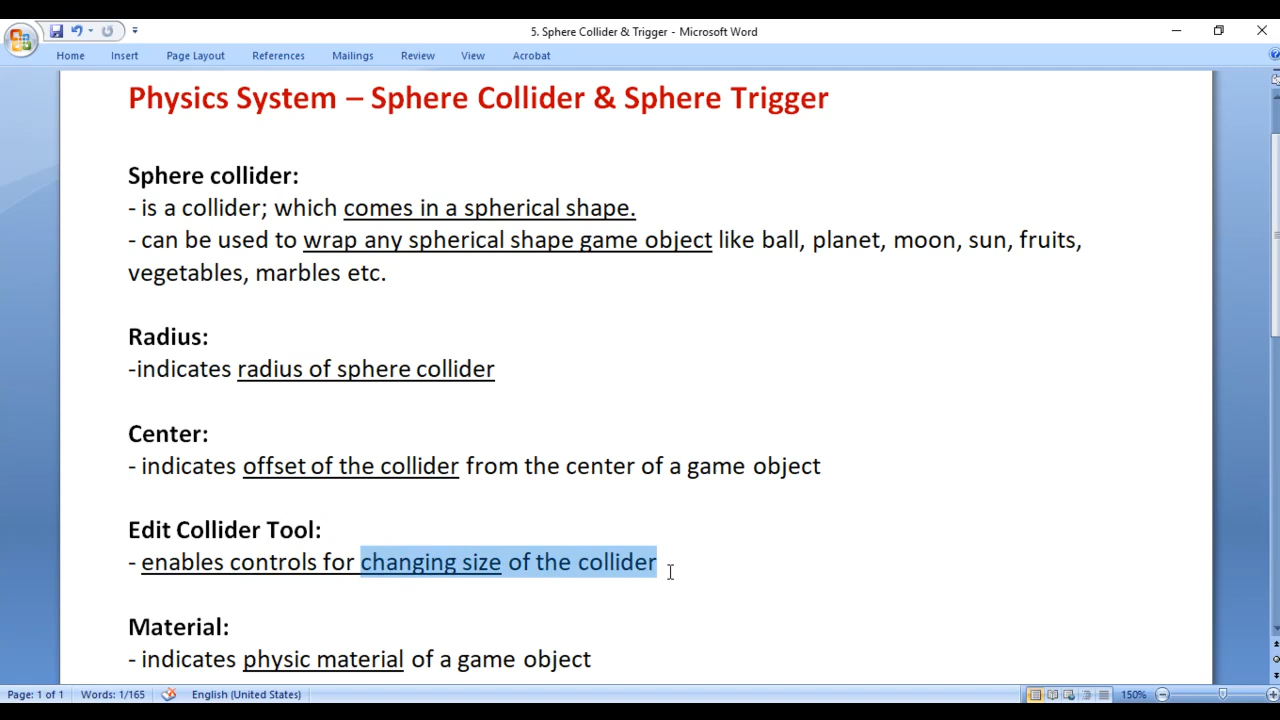 5. Sphere Collider & Trigger - Microsoft Word
Home Insert Page Layout References Mailings Review View Acrobat
Physics System – Sphere Collider & Sphere Trigger
Sphere collider:
- is a collider; which comes in a spherical shape.
- can be used to wrap any spherical shape game object like ball, planet, moon, sun, fruits,
vegetables, marbles etc.
Radius:
-indicates radius of sphere collider
Center:
- indicates offset of the collider from the center of a game object
Edit Collider Tool:
- enables controls for changing size of the collider
Material:
- indicates physic material of a game object
Page: 1 of 1 Words: 1/165 English (United States) 150%